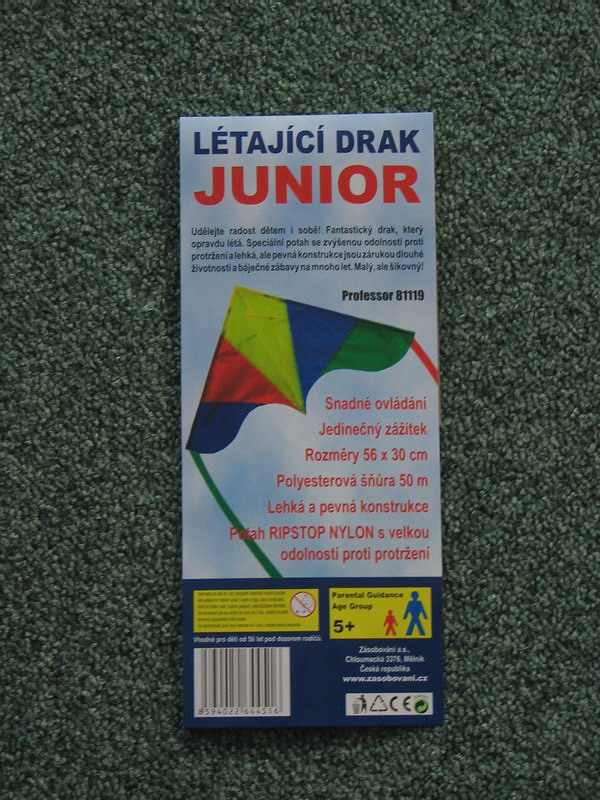 LÉTAJÍCÍ DRAK
JUNIOR
Udělejte radost dětem i sobě! Fantastický drak, který
opravdu létá. Speciální potah se zvýšenou odolností proti
protržení a lehká, ale pevná konstrukce jsou zárukou dlouhé
životnosti a báječné zábavy na mnoho let. Malý, ale šikovný!
Professor 81119
Snadné ovládání
Jedinečný zážitek
Rozměry 56 x 30 cm
Polyesterová šňůra 50 m
Lehká a pevná konstrukce
Potah RIPSTOP NYLON s velkou
odolností proti protržení
Parental Guidance
Age Group
5+
Vhodné pro děti od 5ti let pod dozorem rodičů.
Zásobování a.s.,
Chloumecká 3376, Mělník
Česká republika
www.zasobovani.cz
8594022644516
CE